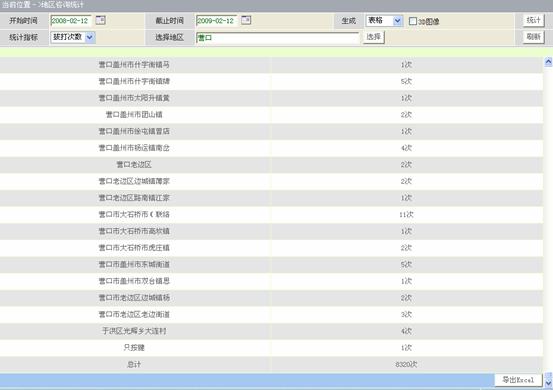 当前位置->地区咨询统计
开始时间 2008-02-12 截止时间 2009-02-12 生成 表格 3D图像 统计
统计指标 拨打次数 选择地区 营口 选择 刷新
营口盖州市什字街镇马 1次
营口盖州市什字街镇牌 5次
营口盖州市太阳升镇黄 1次
营口盖州市团山镇 2次
营口盖州市徐屯镇冒店 1次
营口盖州市杨运镇南岔 4次
营口老边区 2次
营口老边区边城镇薄家 2次
营口老边区路南镇江家 1次
营口市大石桥市(联络 11次
营口市大石桥市高坎镇 1次
营口市大石桥市虎庄镇 2次
营口市盖州市东城街道 5次
营口市盖州市双台镇思 1次
营口市老边区边城镇杨 2次
营口市老边区老边街道 3次
于洪区光辉乡大连村 4次
只按键 1次
总计 8320次
导出Excel